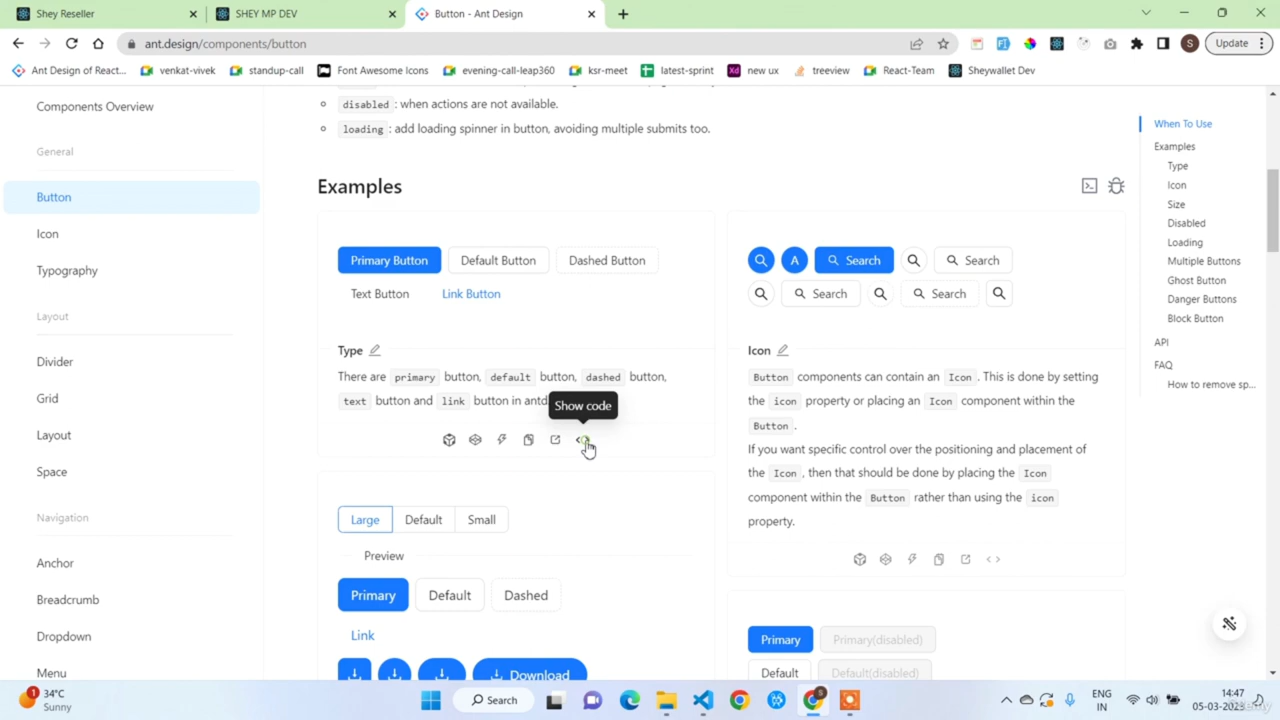 Shey Reseller
SHEY MP DEV
Button - Ant Design
ant.design/components/button
S
Update
Ant Design of React...
venkat-vivek
standup-call
Font Awesome Icons
evening-call-leap360
ksr-meet
latest-sprint
new ux
treeview
React-Team
Sheywallet Dev
Components Overview
General
Button
Icon
Typography
Layout
Divider
Grid
Layout
Space
Navigation
Anchor
Breadcrumb
Dropdown
Menu
disabled : when actions are not available.
loading : add loading spinner in button, avoiding multiple submits too.
Examples
Primary Button
Default Button
Dashed Button
Text Button
Link Button
Type
There are primary button, default button, dashed button,
text button and link button in antd
Show code
Large
Default
Small
Preview
Primary
Default
Dashed
Link
Download
A
Search
Search
Search
Search
Icon
Button components can contain an Icon . This is done by setting
the icon property or placing an Icon component within the
Button .
If you want specific control over the positioning and placement of
the Icon , then that should be done by placing the Icon
component within the Button rather than using the icon
property.
Primary
Primary(disabled)
Default
Default(disabled)
When To Use
Examples
Type
Icon
Size
Disabled
Loading
Multiple Buttons
Ghost Button
Danger Buttons
Block Button
API
FAQ
How to remove sp...
1
34°C
Sunny
Search
ENG
IN
14:47
05-03-2023